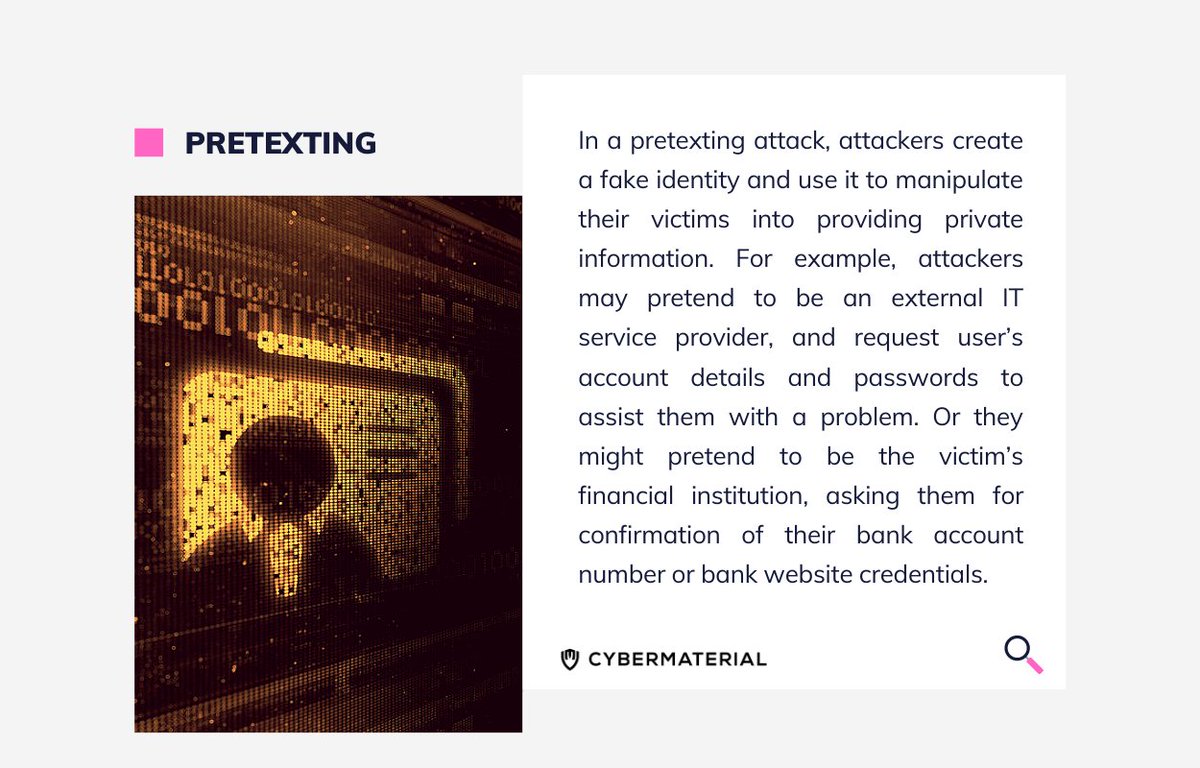 PRETEXTING
In a pretexting attack, attackers create
a fake identity and use it to manipulate
their victims into providing private
information. For example, attackers
may pretend to be an external IT
service provider, and request user’s
account details and passwords to
assist them with a problem. Or they
might pretend to be the victim’s
financial institution, asking them for
confirmation of their bank account
number or bank website credentials.
CYBERMATERIAL